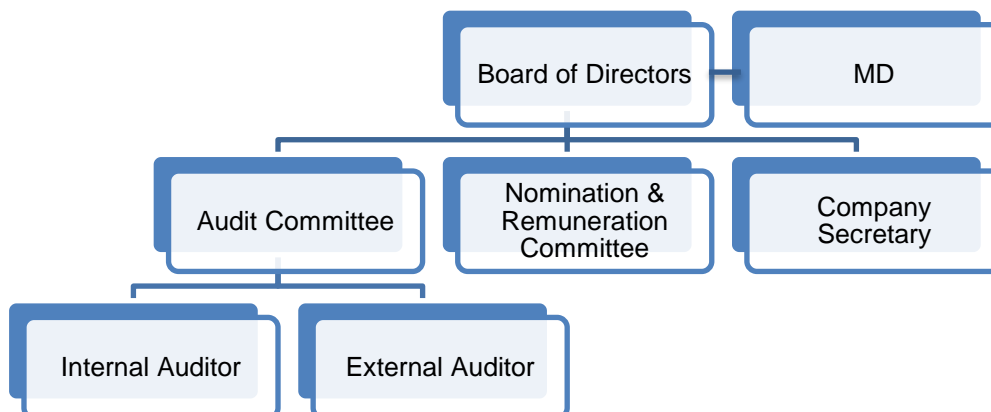 Board of Directors
MD
Audit Committee
Nomination &
Remuneration
Committee
Company
Secretary
Internal Auditor
External Auditor